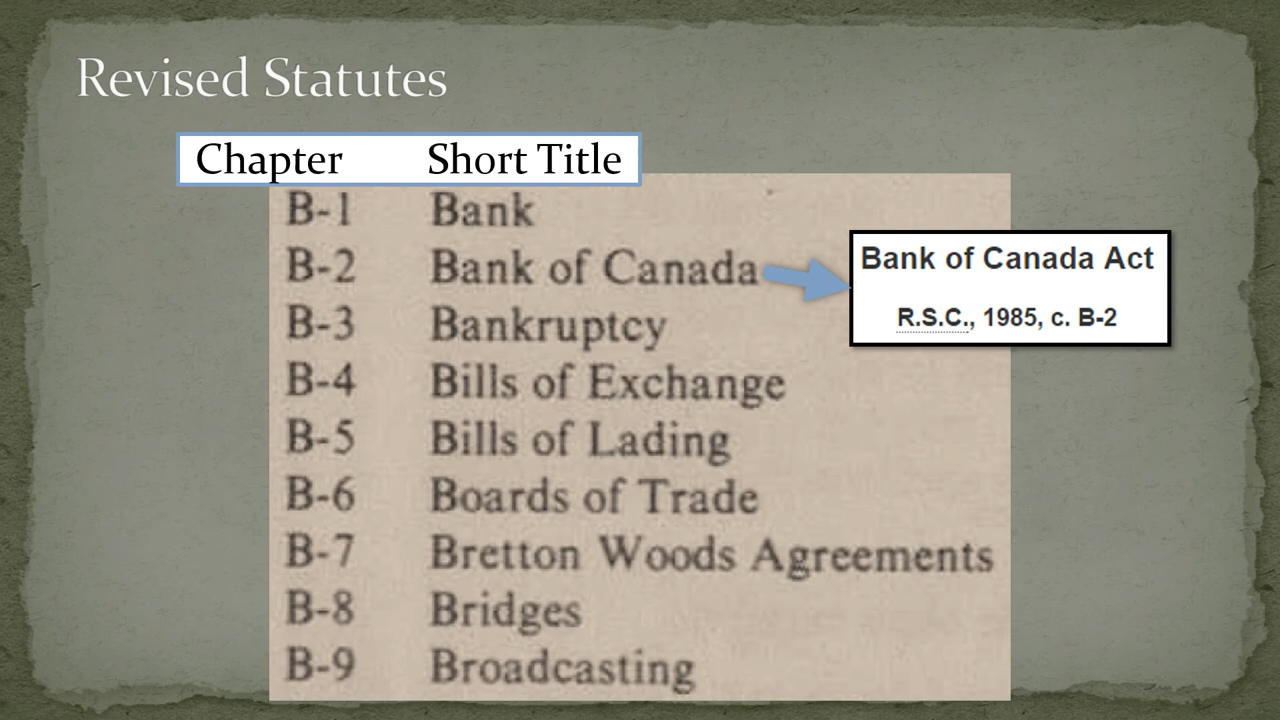 Revised Statutes
Chapter Short Title
B-1 Bank
B-2 Bank of Canada
Bank of Canada Act
R.S.C., 1985, c. B-2
B-3 Bankruptcy
B-4 Bills of Exchange
B-5 Bills of Lading
B-6 Boards of Trade
B-7 Bretton Woods Agreements
B-8 Bridges
B-9 Broadcasting